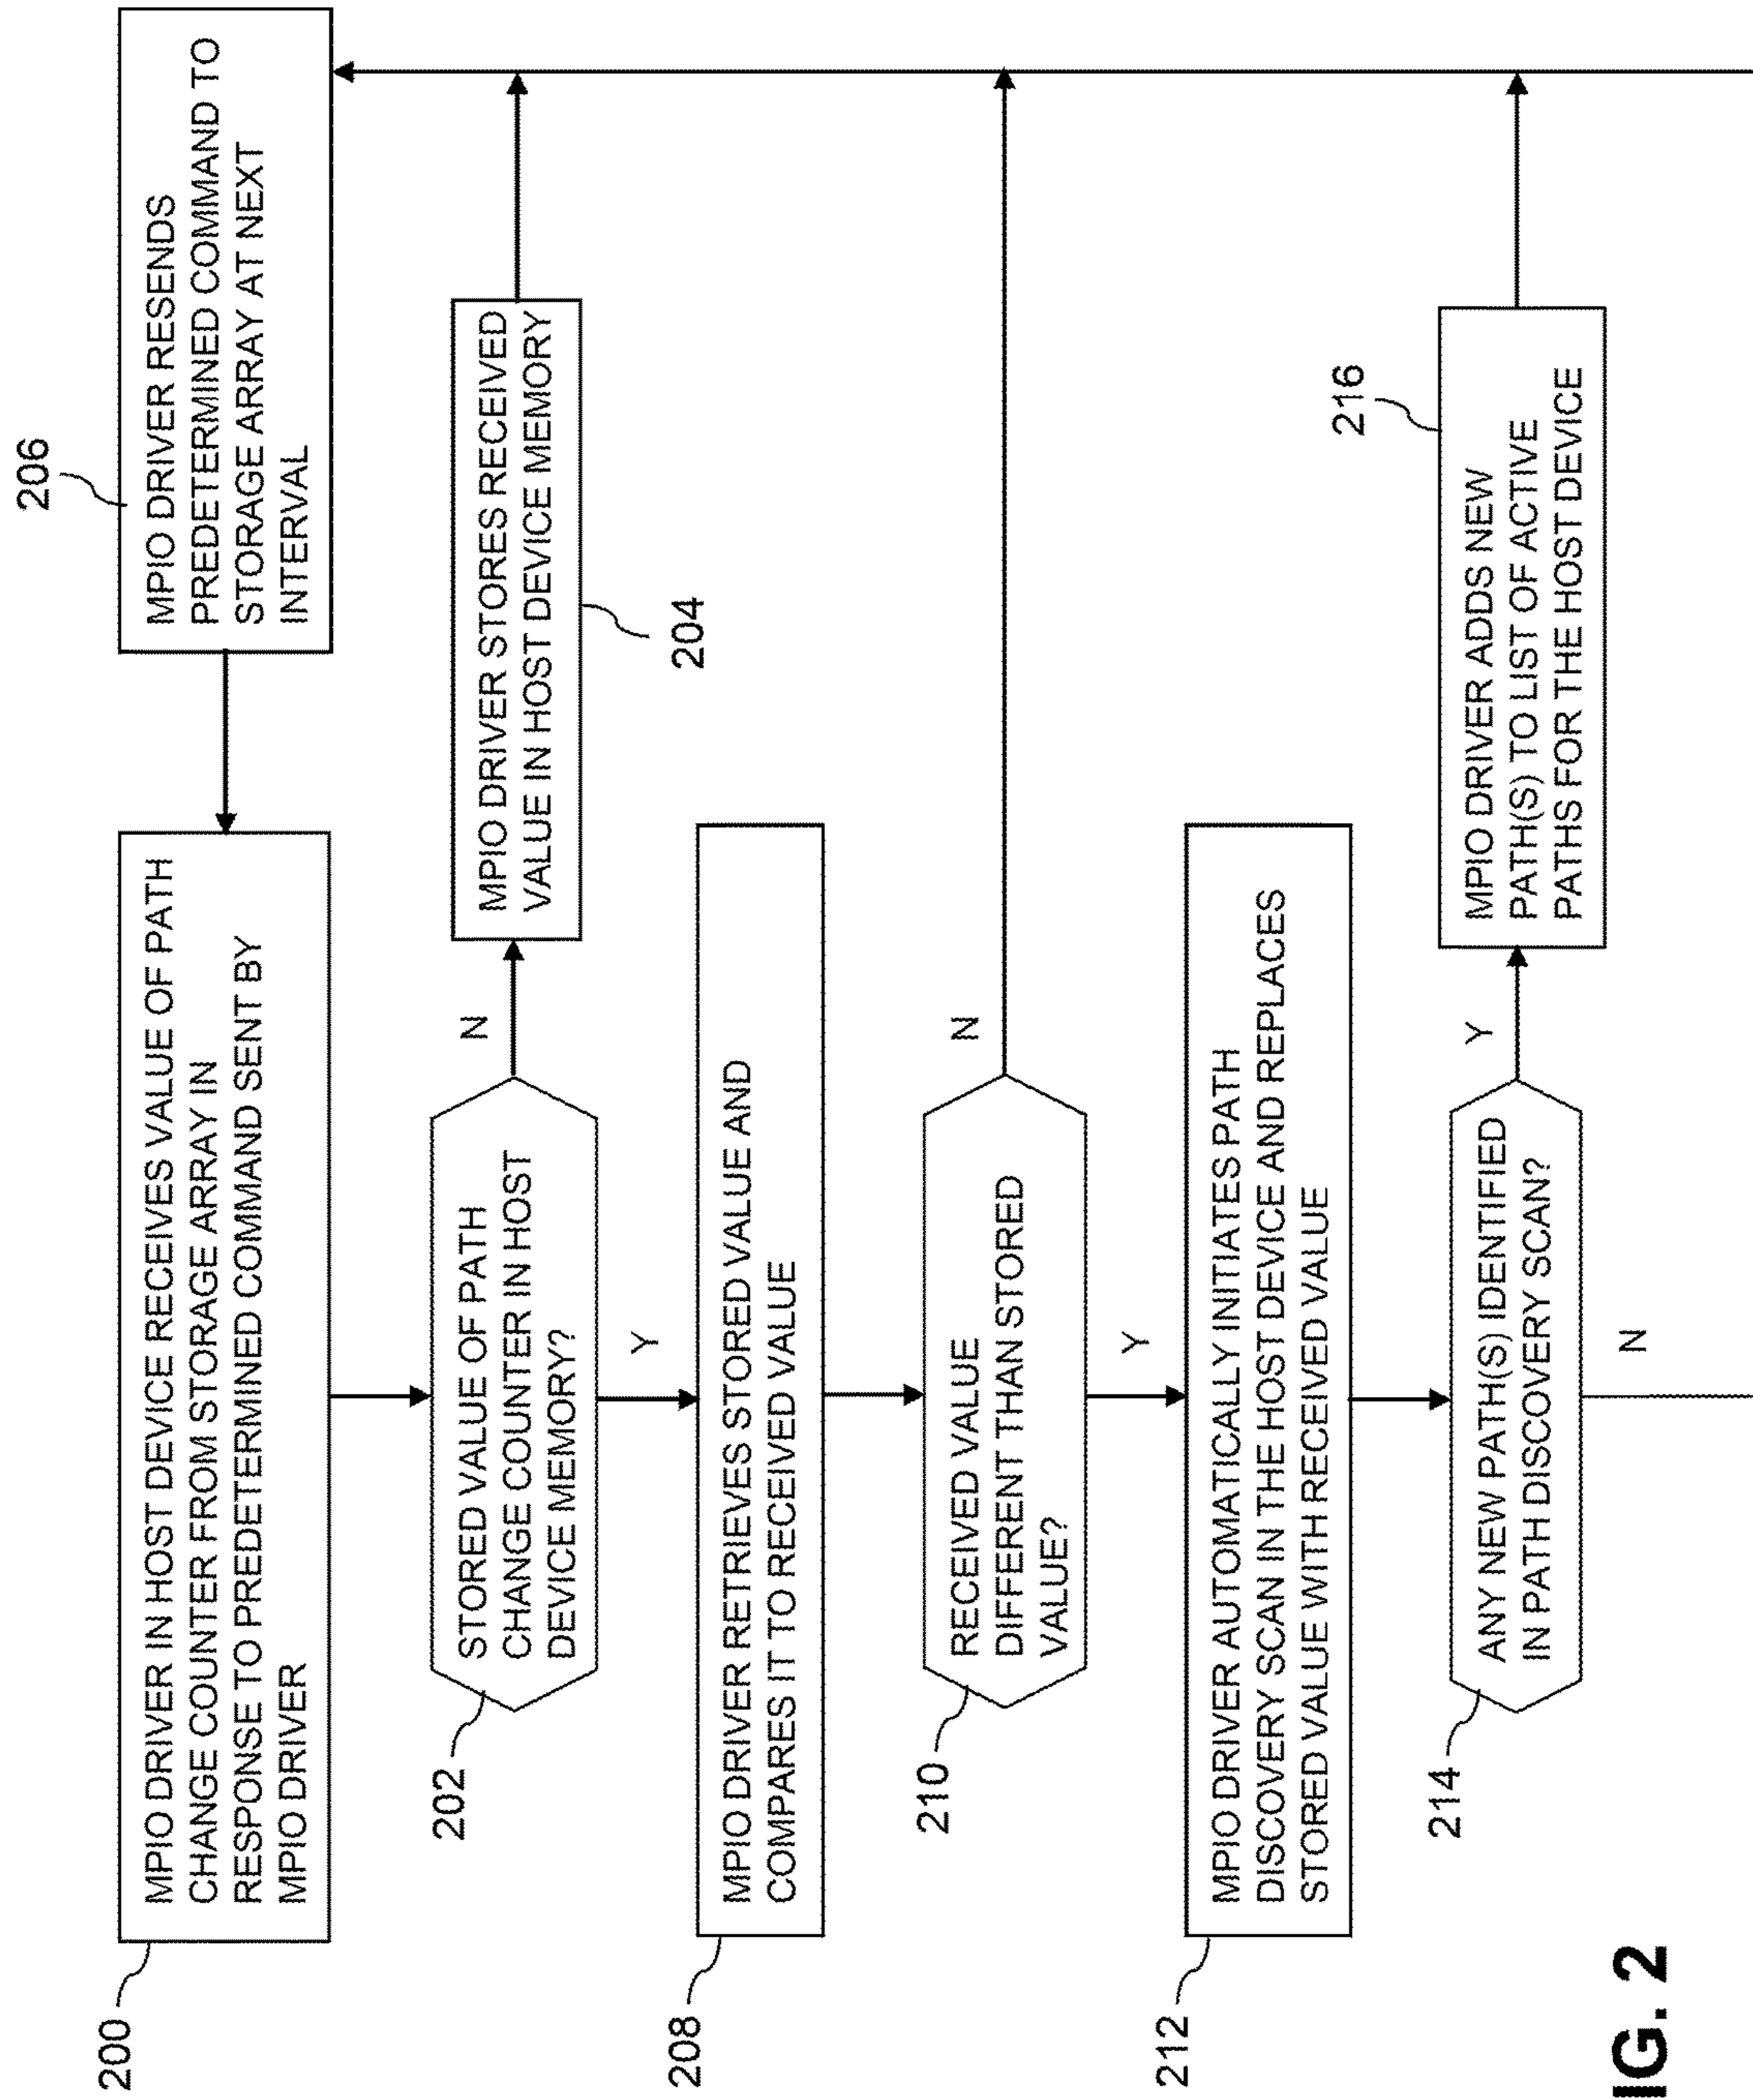 200
MPIO DRIVER IN HOST DEVICE RECEIVES VALUE OF PATH
CHANGE COUNTER FROM STORAGE ARRAY IN
RESPONSE TO PREDETERMINED COMMAND SENT BY
MPIO DRIVER
206
MPIO DRIVER RESENDS
PREDETERMINED COMMAND TO
STORAGE ARRAY AT NEXT
INTERVAL
202
STORED VALUE OF PATH
CHANGE COUNTER IN HOST
DEVICE MEMORY?
N
MPIO DRIVER STORES RECEIVED
VALUE IN HOST DEVICE MEMORY
204
Y
208
MPIO DRIVER RETRIEVES STORED VALUE AND
COMPARES IT TO RECEIVED VALUE
210
RECEIVED VALUE
DIFFERENT THAN STORED
VALUE?
N
Y
212
MPIO DRIVER AUTOMATICALLY INITIATES PATH
DISCOVERY SCAN IN THE HOST DEVICE AND REPLACES
STORED VALUE WITH RECEIVED VALUE
214
ANY NEW PATH(S) IDENTIFIED
IN PATH DISCOVERY SCAN?
Y
216
MPIO DRIVER ADDS NEW
PATH(S) TO LIST OF ACTIVE
PATHS FOR THE HOST DEVICE
N
IG. 2